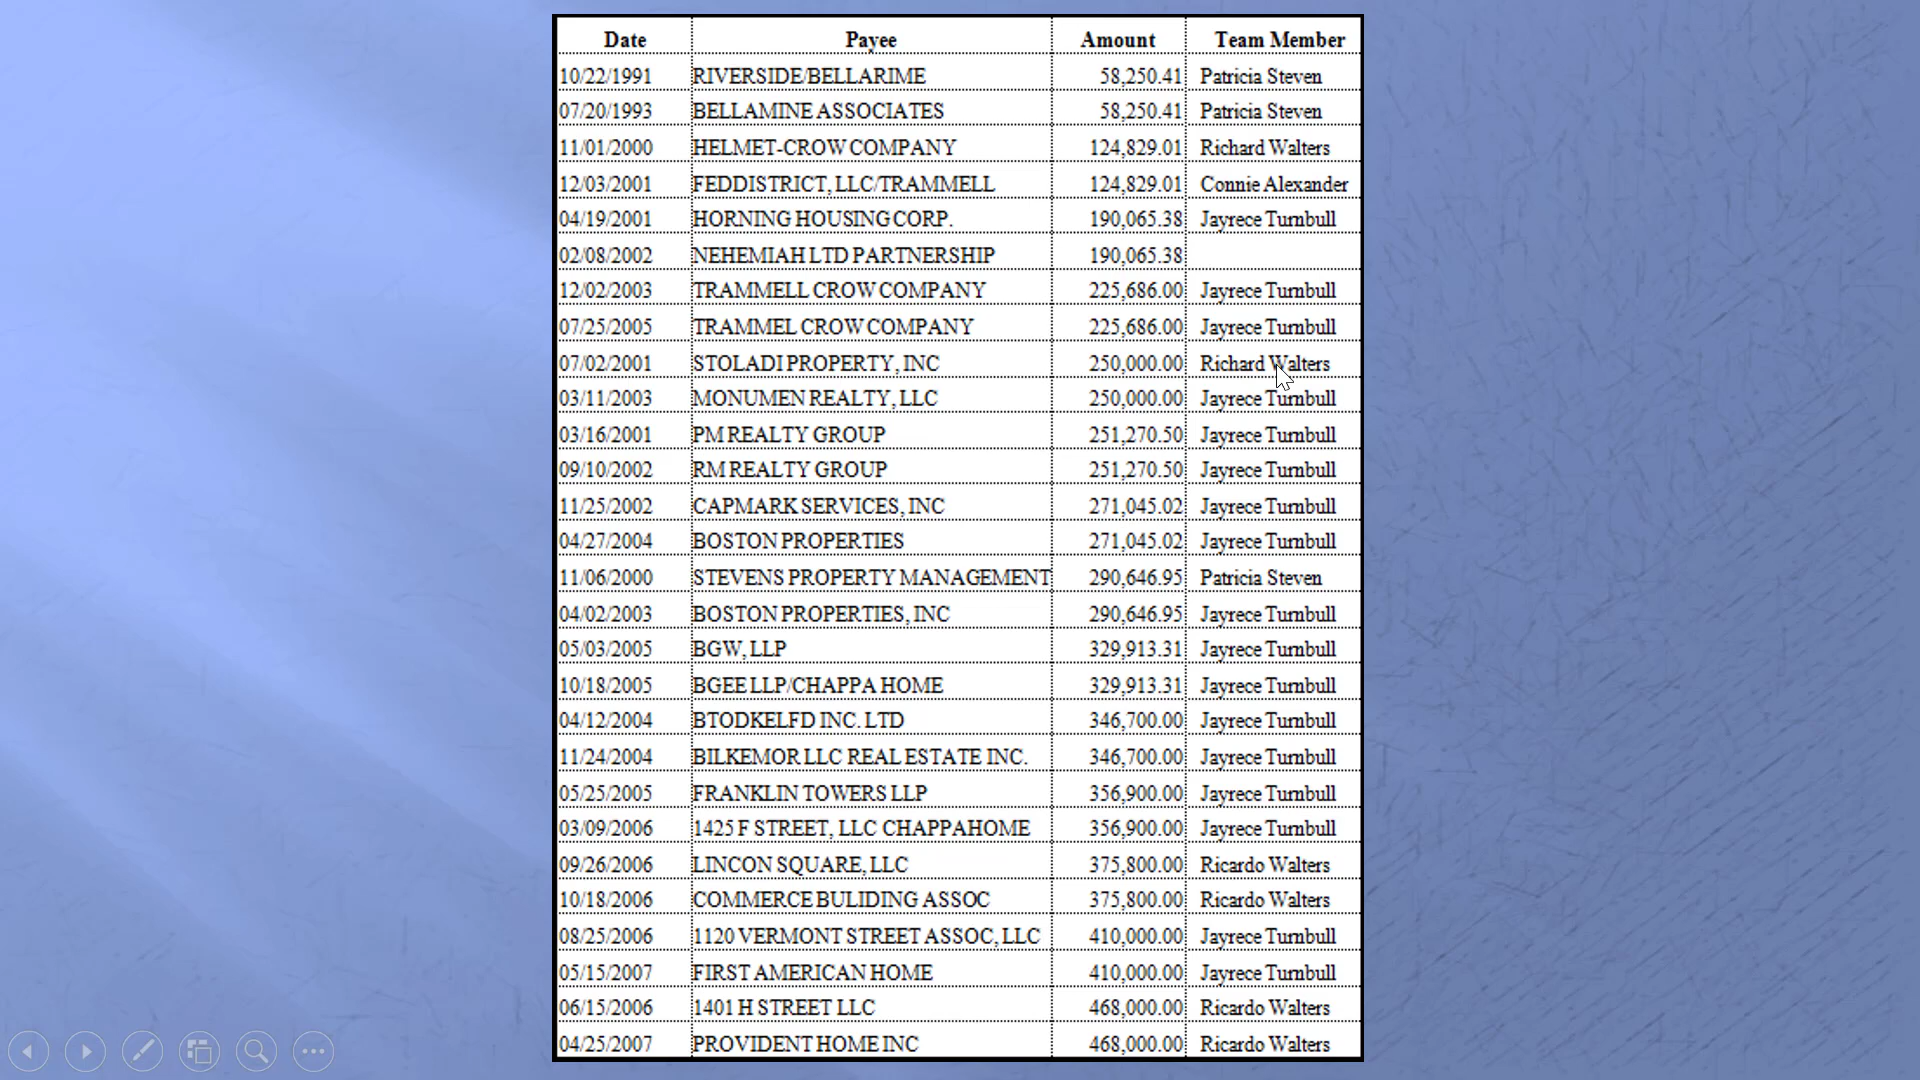 Date Payee Amount Team Member
10/22/1991 RIVERSIDE/BELLARIME 58,250.41 Patricia Steven
07/20/1993 BELLAMINE ASSOCIATES 58,250.41 Patricia Steven
11/01/2000 HELMET-CROW COMPANY 124,829.01 Richard Walters
12/03/2001 FEDDISTRICT, LLC/TRAMMELL 124,829.01 Connie Alexander
04/19/2001 HORNING HOUSING CORP. 190,065.38 Jayrece Turnbull
02/08/2002 NEHEMIAH LTD PARTNERSHIP 190,065.38
12/02/2003 TRAMMELL CROW COMPANY 225,686.00 Jayrece Turnbull
07/25/2005 TRAMMEL CROW COMPANY 225,686.00 Jayrece Turnbull
07/02/2001 STOLADI PROPERTY, INC 250,000.00 Richard Walters
03/11/2003 MONUMEN REALTY, LLC 250,000.00 Jayrece Turnbull
03/16/2001 PM REALTY GROUP 251,270.50 Jayrece Turnbull
09/10/2002 RM REALTY GROUP 251,270.50 Jayrece Turnbull
11/25/2002 CAPMARK SERVICES, INC 271,045.02 Jayrece Turnbull
04/27/2004 BOSTON PROPERTIES 271,045.02 Jayrece Turnbull
11/06/2000 STEVENS PROPERTY MANAGEMENT 290,646.95 Patricia Steven
04/02/2003 BOSTON PROPERTIES, INC 290,646.95 Jayrece Turnbull
05/03/2005 BGW, LLP 329,913.31 Jayrece Turnbull
10/18/2005 BGEE LLP/CHAPPA HOME 329,913.31 Jayrece Turnbull
04/12/2004 BTODKELFD INC. LTD 346,700.00 Jayrece Turnbull
11/24/2004 BILKEMOR LLC REAL ESTATE INC. 346,700.00 Jayrece Turnbull
05/25/2005 FRANKLIN TOWERS LLP 356,900.00 Jayrece Turnbull
03/09/2006 1425 F STREET, LLC CHAPPAHOME 356,900.00 Jayrece Turnbull
09/26/2006 LINCON SQUARE, LLC 375,800.00 Ricardo Walters
10/18/2006 COMMERCE BULIDING ASSOC 375,800.00 Ricardo Walters
08/25/2006 1120 VERMONT STREET ASSOC, LLC 410,000.00 Jayrece Turnbull
05/15/2007 FIRST AMERICAN HOME 410,000.00 Jayrece Turnbull
06/15/2006 1401 H STREET LLC 468,000.00 Ricardo Walters
04/25/2007 PROVIDENT HOME INC 468,000.00 Ricardo Walters